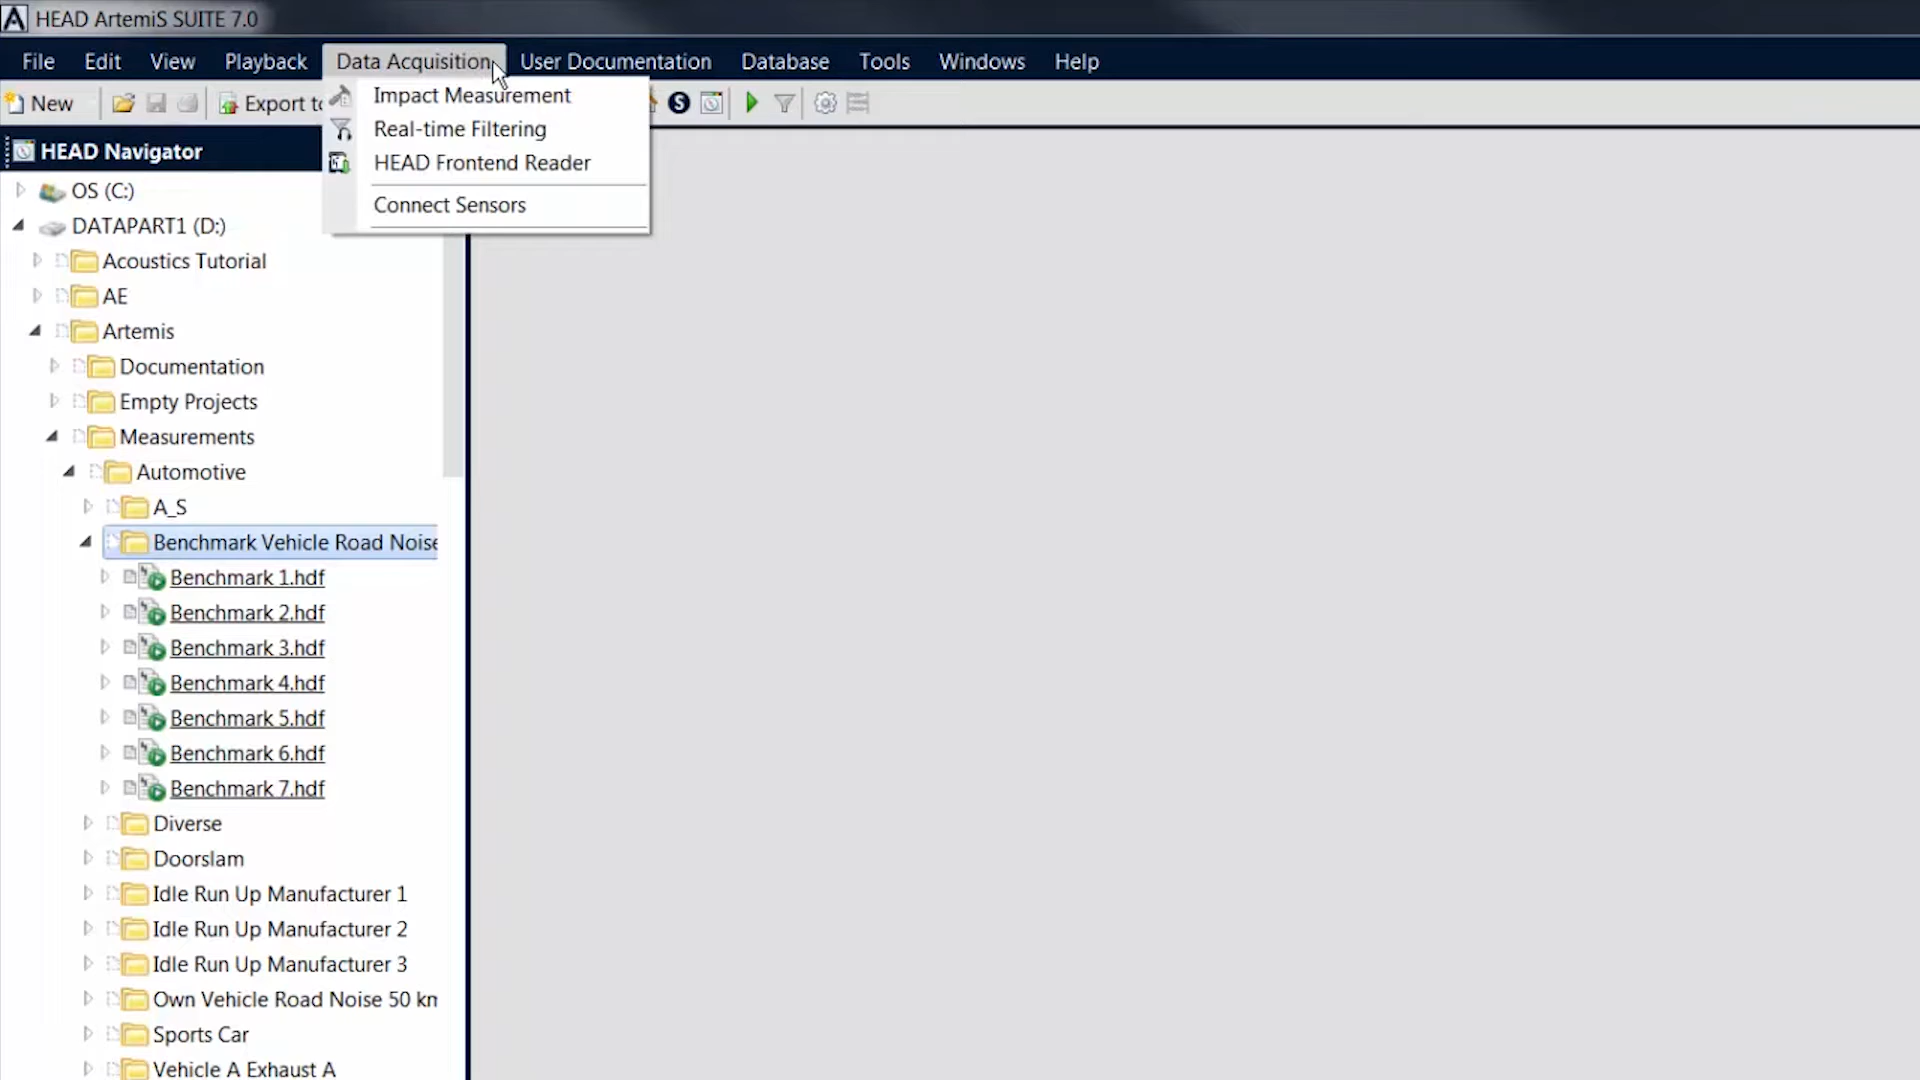 HEAD ArtemiS SUITE 7.0
File Edit View Playback Data Acquisition User Documentation Database Tools Windows Help
New Export to
Impact Measurement
Real-time Filtering
HEAD Frontend Reader
Connect Sensors
HEAD Navigator
OS (C:)
DATAPART1 (D:)
Acoustics Tutorial
AE
Artemis
Documentation
Empty Projects
Measurements
Automotive
A_S
Benchmark Vehicle Road Noise
Benchmark 1.hdf
Benchmark 2.hdf
Benchmark 3.hdf
Benchmark 4.hdf
Benchmark 5.hdf
Benchmark 6.hdf
Benchmark 7.hdf
Diverse
Doorslam
Idle Run Up Manufacturer 1
Idle Run Up Manufacturer 2
Idle Run Up Manufacturer 3
Own Vehicle Road Noise 50 km
Sports Car
Vehicle A Exhaust A